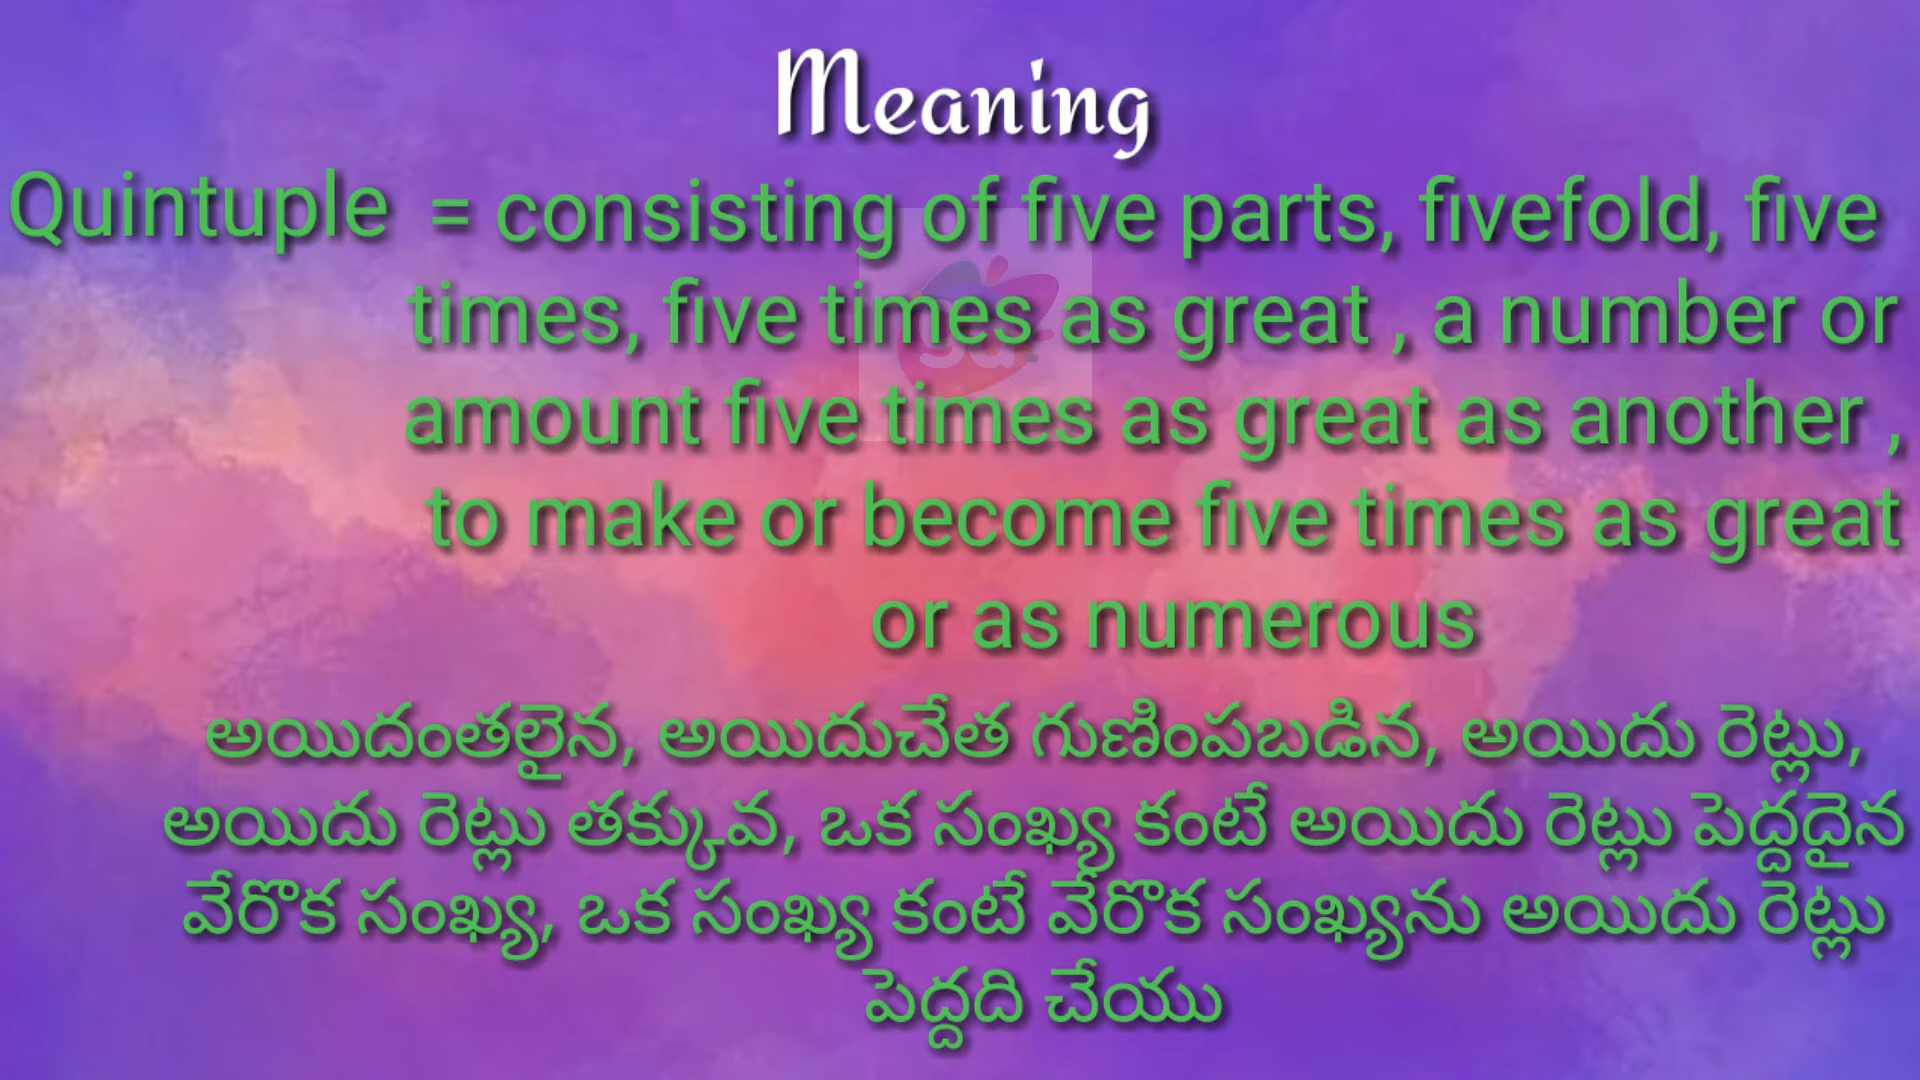 Meaning
Quintuple = consisting of five parts, fivefold, five
times, five times as great , a number or
amount five times as great as another ,
to make or become five times as great
or as numerous
అయిదంతలైన, అయిదుచేత గుణింపబడిన, అయిదు రెట్లు,
అయిదు రెట్లు తక్కువ, ఒక సంఖ్య కంటే అయిదు రెట్లు పెద్దదైన
వేరొక సంఖ్య, ఒక సంఖ్య కంటే వేరొక సంఖ్యను అయిదు రెట్లు
పెద్దది చేయు